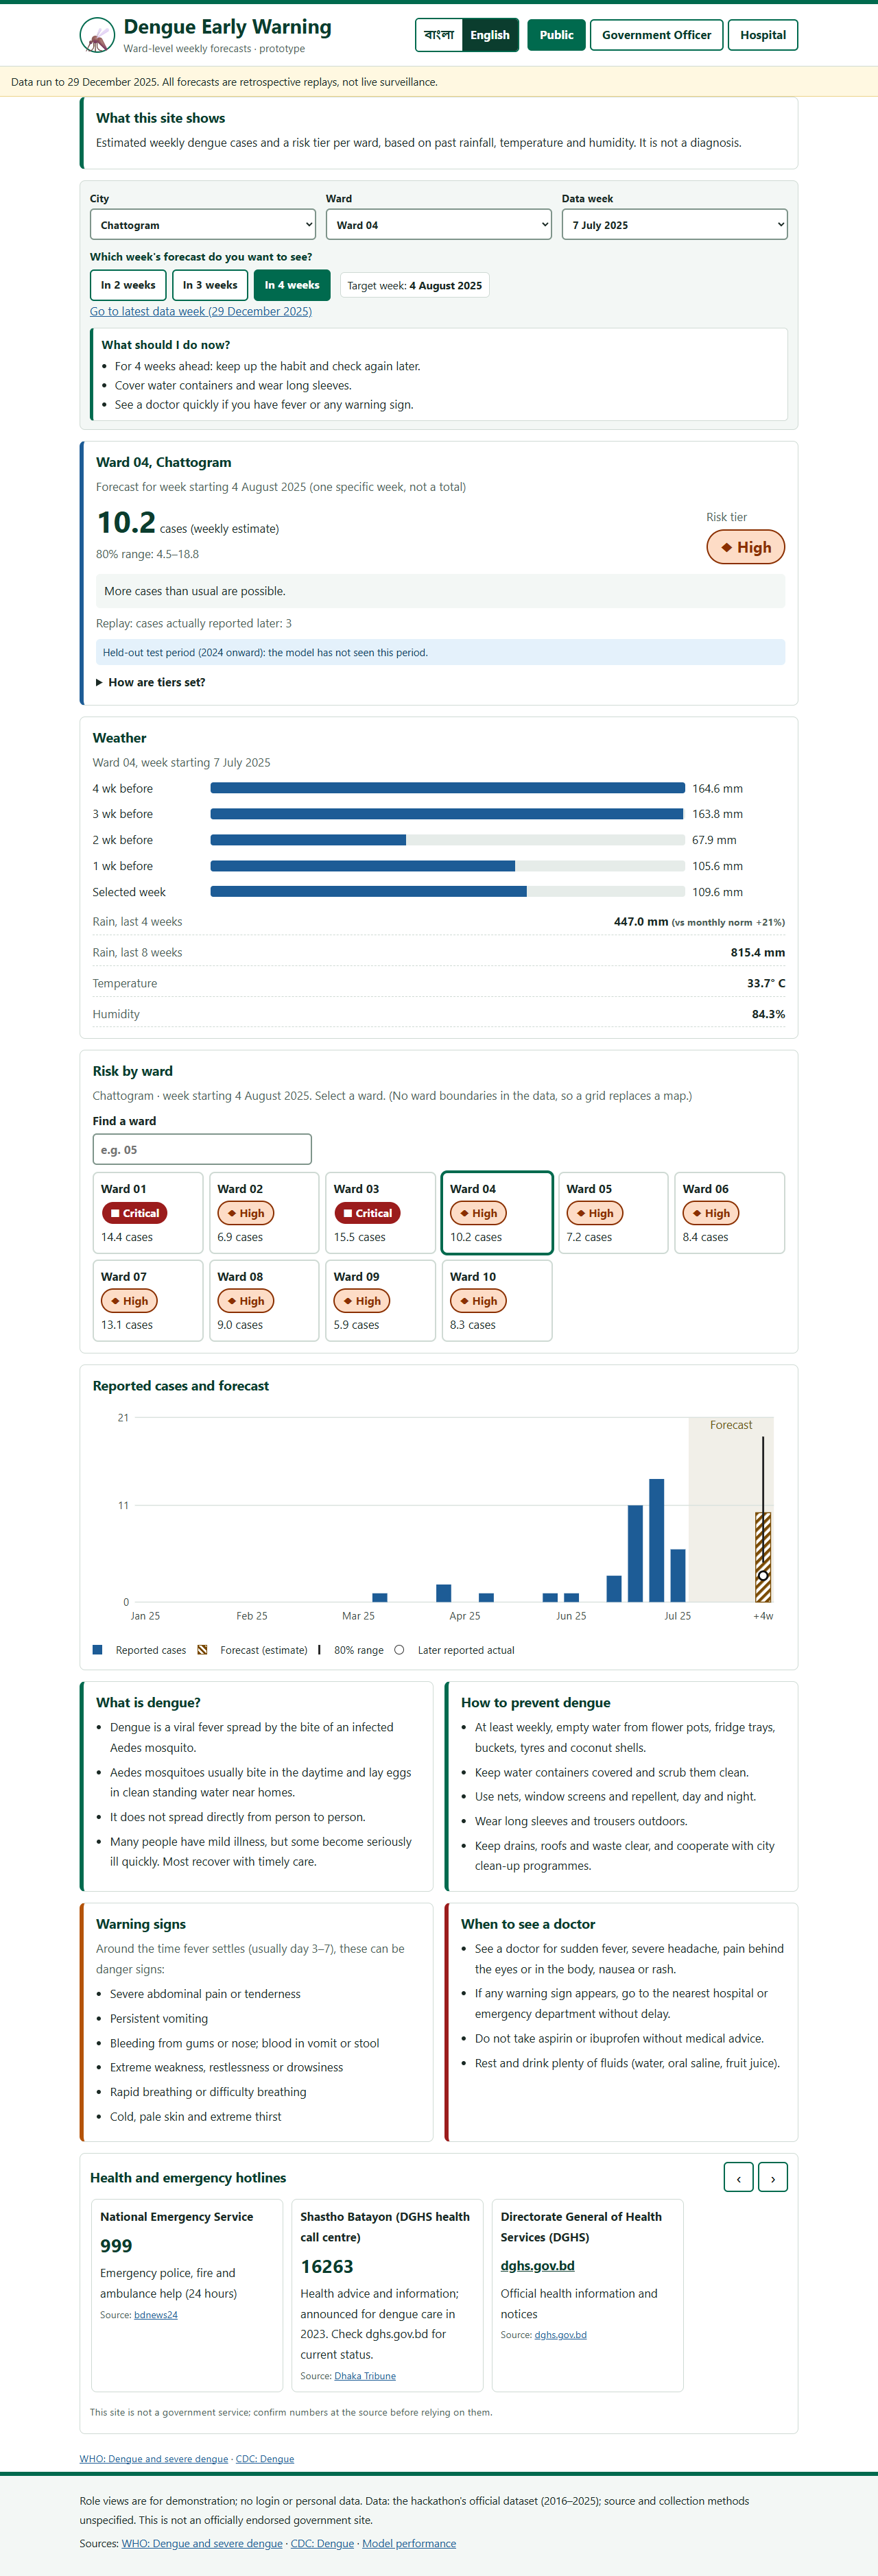 Dengue Early Warning
Ward-level weekly forecasts · prototype
বাংলা English Public Government Officer Hospital
Data run to 29 December 2025. All forecasts are retrospective replays, not live surveillance.
What this site shows
Estimated weekly dengue cases and a risk tier per ward, based on past rainfall, temperature and humidity. It is not a diagnosis.
City Ward Data week
Chattogram Ward 04 7 July 2025
Which week's forecast do you want to see?
In 2 weeks In 3 weeks In 4 weeks Target week: 4 August 2025
Go to latest data week (29 December 2025)
What should I do now?
• For 4 weeks ahead: keep up the habit and check again later.
• Cover water containers and wear long sleeves.
• See a doctor quickly if you have fever or any warning sign.
Ward 04, Chattogram
Forecast for week starting 4 August 2025 (one specific week, not a total)
10.2 cases (weekly estimate)
80% range: 4.5–18.8
Risk tier
◆ High
More cases than usual are possible.
Replay: cases actually reported later: 3
Held-out test period (2024 onward): the model has not seen this period.
▶ How are tiers set?
Weather
Ward 04, week starting 7 July 2025
4 wk before 164.6 mm
3 wk before 163.8 mm
2 wk before 67.9 mm
1 wk before 105.6 mm
Selected week 109.6 mm
Rain, last 4 weeks 447.0 mm (vs monthly norm +21%)
Rain, last 8 weeks 815.4 mm
Temperature 33.7° C
Humidity 84.3%
Risk by ward
Chattogram · week starting 4 August 2025. Select a ward. (No ward boundaries in the data, so a grid replaces a map.)
Find a ward
e.g. 05
Ward 01 Ward 02 Ward 03 Ward 04 Ward 05 Ward 06
■ Critical ◆ High ■ Critical ◆ High ◆ High ◆ High
14.4 cases 6.9 cases 15.5 cases 10.2 cases 7.2 cases 8.4 cases
Ward 07 Ward 08 Ward 09 Ward 10
◆ High ◆ High ◆ High ◆ High
13.1 cases 9.0 cases 5.9 cases 8.3 cases
Reported cases and forecast
21
Forecast
11
0
Jan 25 Feb 25 Mar 25 Apr 25 Jun 25 Jul 25 +4w
Reported cases Forecast (estimate) 80% range Later reported actual
What is dengue?
• Dengue is a viral fever spread by the bite of an infected
Aedes mosquito.
• Aedes mosquitoes usually bite in the daytime and lay eggs
in clean standing water near homes.
• It does not spread directly from person to person.
• Many people have mild illness, but some become seriously
ill quickly. Most recover with timely care.
How to prevent dengue
• At least weekly, empty water from flower pots, fridge trays,
buckets, tyres and coconut shells.
• Keep water containers covered and scrub them clean.
• Use nets, window screens and repellent, day and night.
• Wear long sleeves and trousers outdoors.
• Keep drains, roofs and waste clear, and cooperate with city
clean-up programmes.
Warning signs
Around the time fever settles (usually day 3–7), these can be
danger signs:
• Severe abdominal pain or tenderness
• Persistent vomiting
• Bleeding from gums or nose; blood in vomit or stool
• Extreme weakness, restlessness or drowsiness
• Rapid breathing or difficulty breathing
• Cold, pale skin and extreme thirst
When to see a doctor
• See a doctor for sudden fever, severe headache, pain behind
the eyes or in the body, nausea or rash.
• If any warning sign appears, go to the nearest hospital or
emergency department without delay.
• Do not take aspirin or ibuprofen without medical advice.
• Rest and drink plenty of fluids (water, oral saline, fruit juice).
Health and emergency hotlines
‹ ›
National Emergency Service
999
Emergency police, fire and
ambulance help (24 hours)
Source: bdnews24
Shastho Batayon (DGHS health
call centre)
16263
Health advice and information;
announced for dengue care in
2023. Check dghs.gov.bd for
current status.
Source: Dhaka Tribune
Directorate General of Health
Services (DGHS)
dghs.gov.bd
Official health information and
notices
Source: dghs.gov.bd
This site is not a government service; confirm numbers at the source before relying on them.
WHO: Dengue and severe dengue · CDC: Dengue
Role views are for demonstration; no login or personal data. Data: the hackathon's official dataset (2016–2025); source and collection methods
unspecified. This is not an officially endorsed government site.
Sources: WHO: Dengue and severe dengue · CDC: Dengue · Model performance